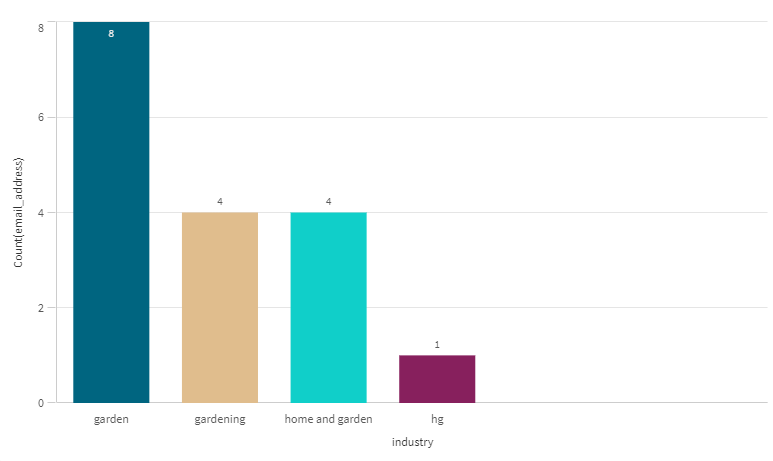 8
6
4
2
0
Count(email_address)
8
4
4
1
garden
gardening
home and garden
hg
industry